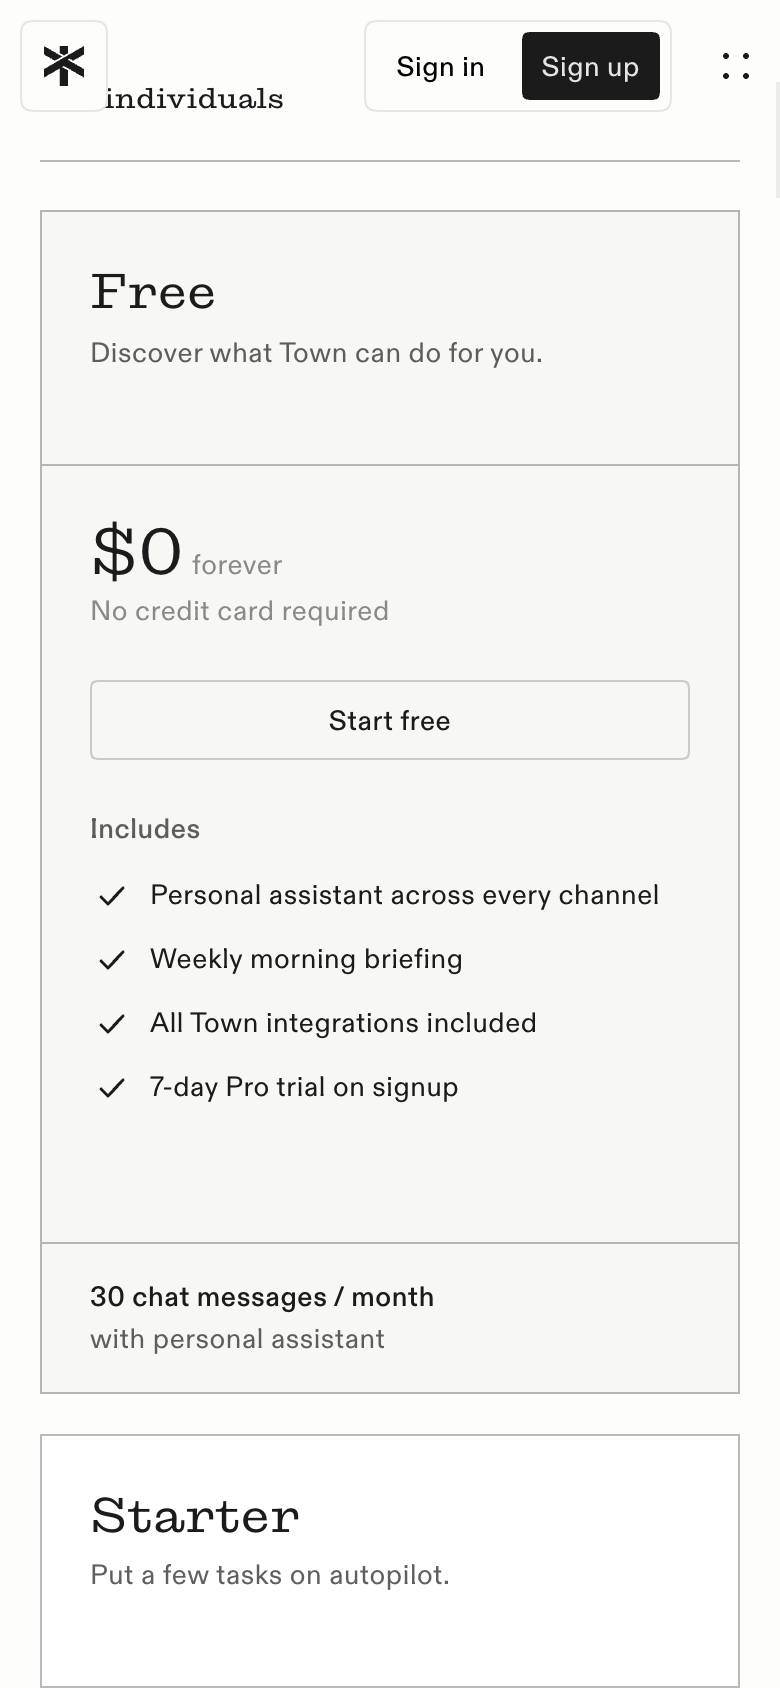 Sign in
Sign up
individuals
Free
Discover what Town can do for you.
$0 forever
No credit card required
Start free
Includes
Personal assistant across every channel
Weekly morning briefing
All Town integrations included
7-day Pro trial on signup
30 chat messages / month
with personal assistant
Starter
Put a few tasks on autopilot.